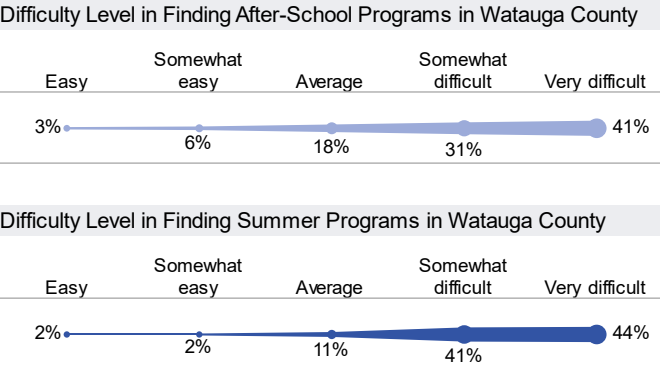 Difficulty Level in Finding After-School Programs in Watauga County
Easy
Somewhat
easy
Average
Somewhat
difficult
Very difficult
3%
6%
18%
31%
41%
Difficulty Level in Finding Summer Programs in Watauga County
Easy
Somewhat
easy
Average
Somewhat
difficult
Very difficult
2%
2%
11%
41%
44%